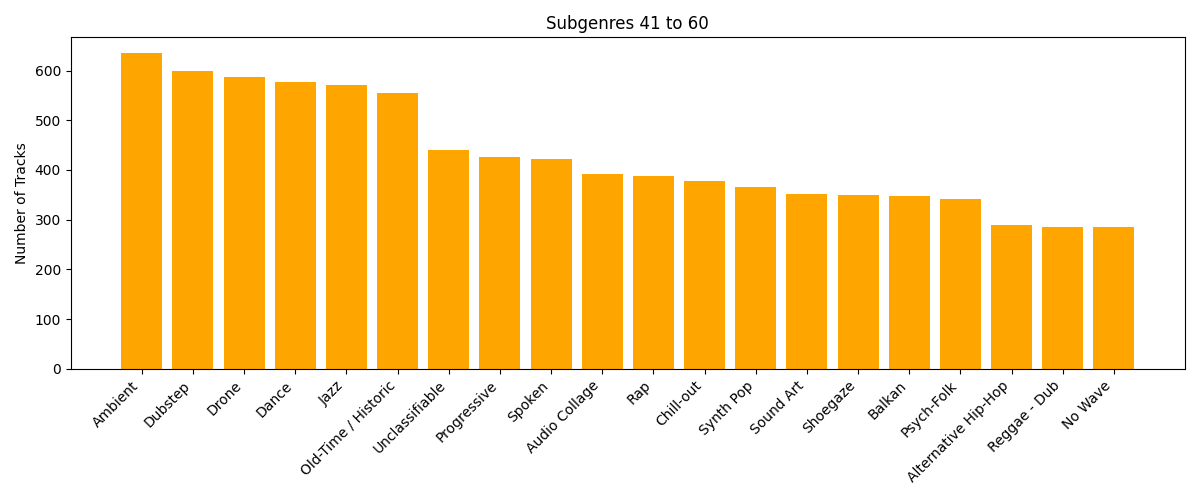 Subgenres 41 to 60
Number of Tracks
600
500
400
300
200
100
0
Ambient
Dubstep
Drone
Dance
Jazz
Old-Time / Historic
Unclassifiable
Progressive
Spoken
Audio Collage
Rap
Chill-out
Synth Pop
Sound Art
Shoegaze
Balkan
Psych-Folk
Alternative Hip-Hop
Reggae - Dub
No Wave